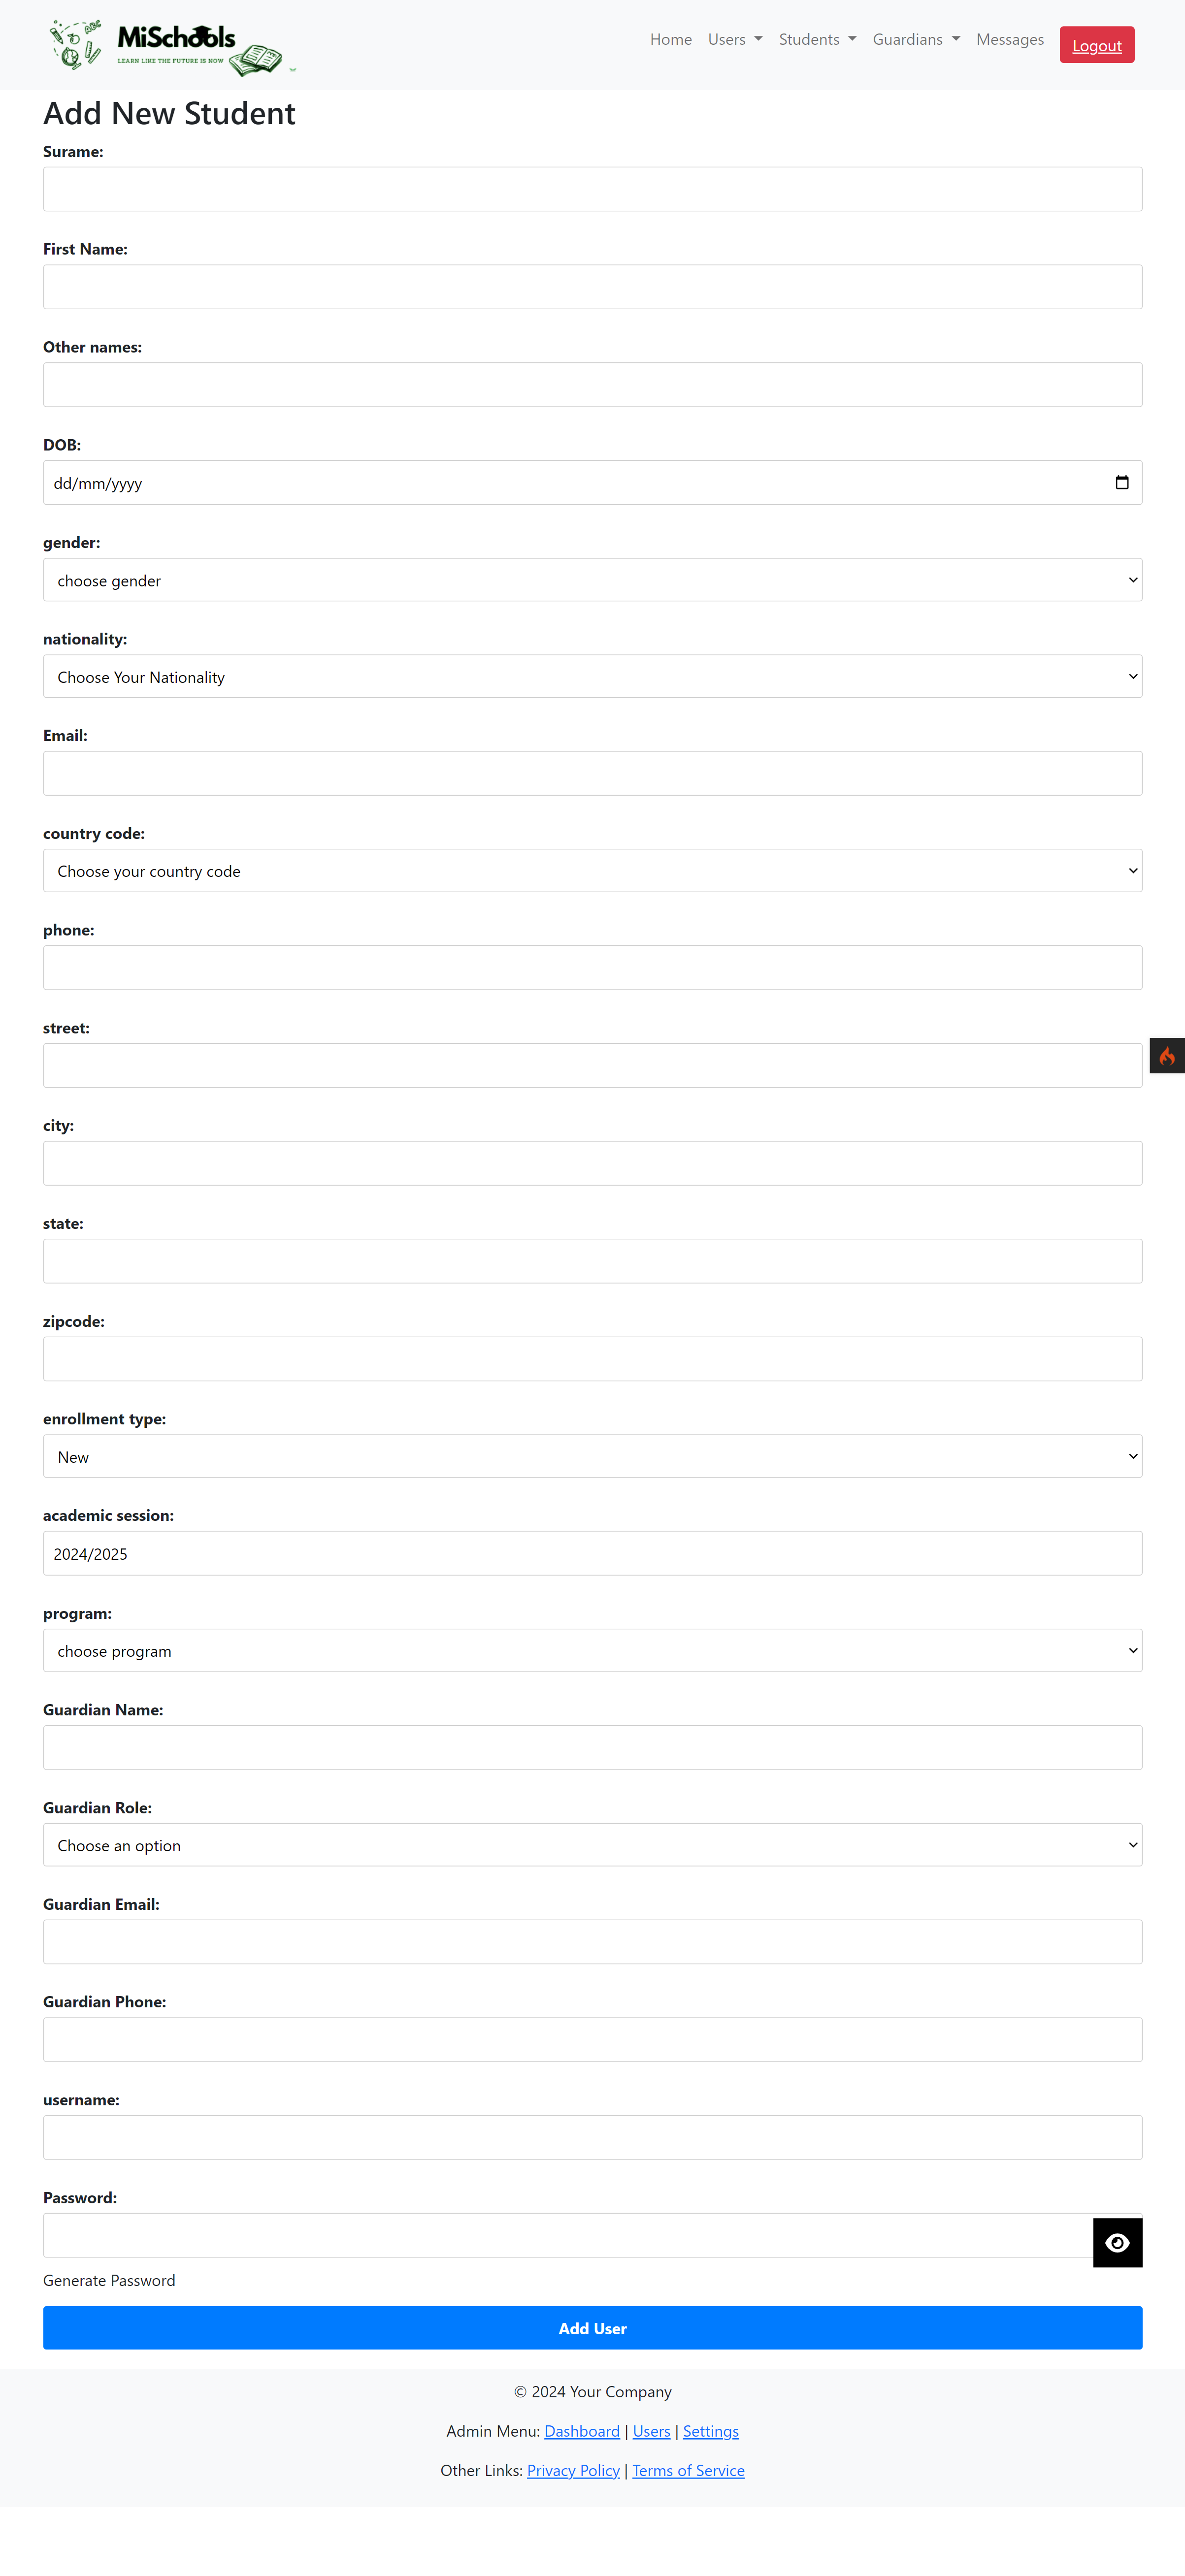 ABC
MiSchools
LEARN LIKE THE FUTURE IS NOW
Home Users Students Guardians Messages Logout
Add New Student
Surame:
First Name:
Other names:
DOB:
dd/mm/yyyy
gender:
choose gender
nationality:
Choose Your Nationality
Email:
country code:
Choose your country code
phone:
street:
city:
state:
zipcode:
enrollment type:
New
academic session:
2024/2025
program:
choose program
Guardian Name:
Guardian Role:
Choose an option
Guardian Email:
Guardian Phone:
username:
Password:
Generate Password
Add User
© 2024 Your Company
Admin Menu: Dashboard | Users | Settings
Other Links: Privacy Policy | Terms of Service